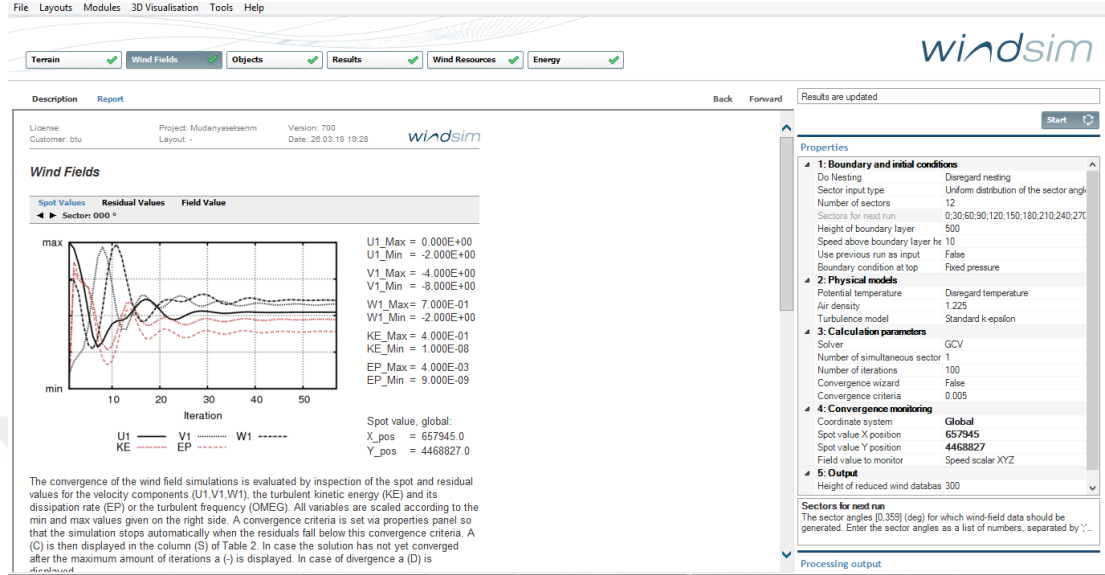 File Layouts Modules 3D Visualisation Tools Help
windsim
Terrain Wind Fields Objects Results Wind Resources Energy
Description Report Back Forward
Results are updated
Start
License: Project: Mudanyaseksenm Version: 700
Customer: btu Layout: - Date: 26.03.18 19:28
windsim
Wind Fields
Spot Values Residual Values Field Value
Sector: 000 °
max
min
10 20 30 40 50
Iteration
U1 V1 W1
KE EP
U1_Max = 0.000E+00
U1_Min = -2.000E+00
V1_Max = -4.000E+00
V1_Min = -8.000E+00
W1_Max= 7.000E-01
W1_Min = -2.000E+00
KE_Max = 4.000E-01
KE_Min = 1.000E-08
EP_Max = 4.000E-03
EP_Min = 9.000E-09
Spot value, global:
X_pos = 657945.0
Y_pos = 4468827.0
The convergence of the wind field simulations is evaluated by inspection of the spot and residual
values for the velocity components (U1,V1,W1), the turbulent kinetic energy (KE) and its
dissipation rate (EP) or the turbulent frequency (OMEG). All variables are scaled according to the
min and max values given on the right side. A convergence criteria is set via properties panel so
that the simulation stops automatically when the residuals fall below this convergence criteria. A
(C) is then displayed in the column (S) of Table 2. In case the solution has not yet converged
after the maximum amount of iterations a (-) is displayed. In case of divergence a (D) is
displayed.
Properties
1: Boundary and initial conditions
Do Nesting Disregard nesting
Sector input type Uniform distribution of the sector angl
Number of sectors 12
Sectors for next run 0;30;60;90;120;150;180;210;240;270
Height of boundary layer 500
Speed above boundary layer he 10
Use previous run as input False
Boundary condition at top Fixed pressure
2: Physical models
Potential temperature Disregard temperature
Air density 1.225
Turbulence model Standard k-epsilon
3: Calculation parameters
Solver GCV
Number of simultaneous sector 1
Number of iterations 100
Convergence wizard False
Convergence criteria 0.005
4: Convergence monitoring
Coordinate system Global
Spot value X position 657945
Spot value Y position 4468827
Field value to monitor Speed scalar XYZ
5: Output
Height of reduced wind databas 300
Sectors for next run
The sector angles [0,359] (deg) for which wind-field data should be
generated. Enter the sector angles as a list of numbers, separated by ';'...
Processing output